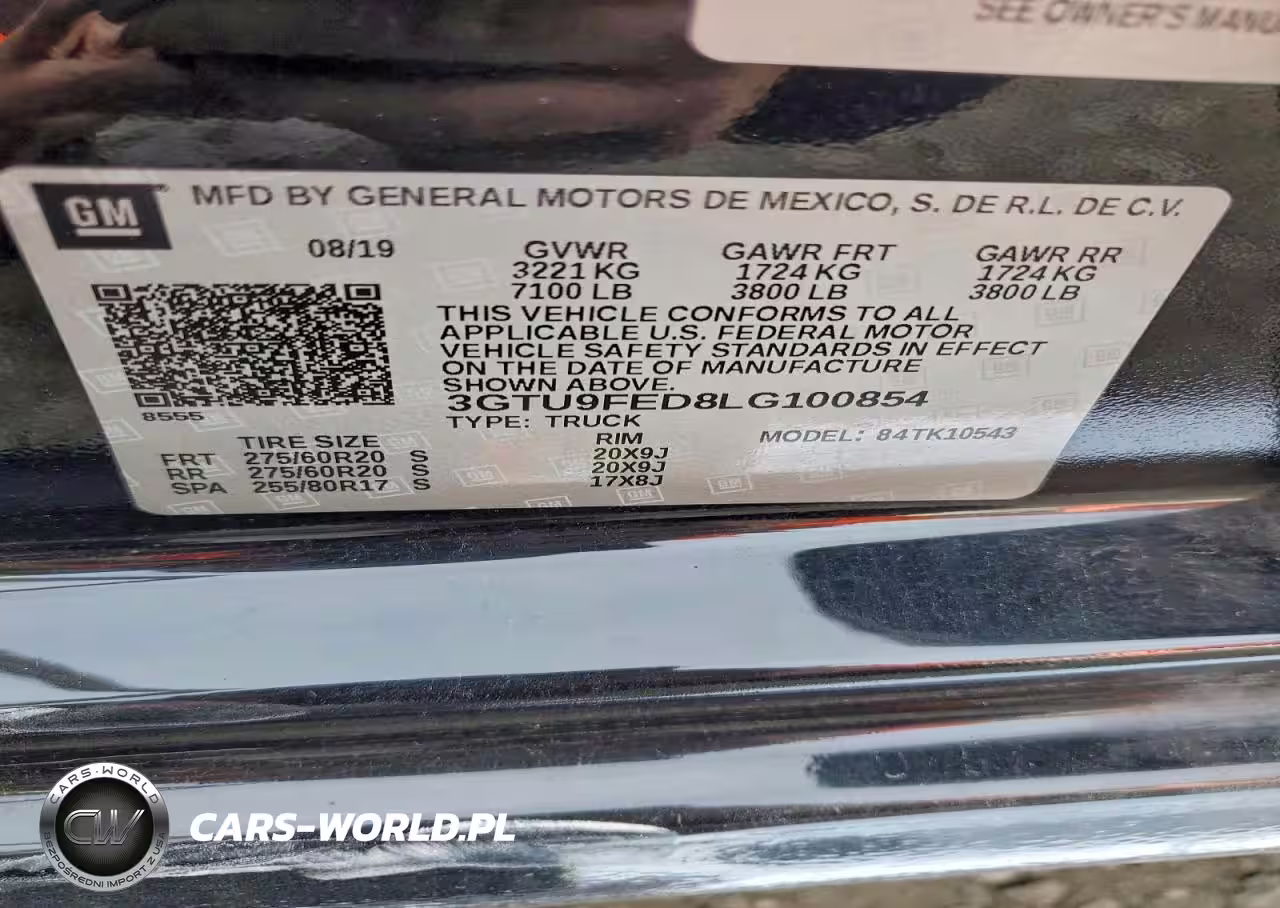 SEE OWNER'S MANU
GM
MFD BY GENERAL MOTORS DE MEXICO, S. DE R.L. DE C.V.
08/19 GVWR GAWR FRT GAWR RR
3221 KG 1724 KG 1724 KG
7100 LB 3800 LB 3800 LB
THIS VEHICLE CONFORMS TO ALL
APPLICABLE U.S. FEDERAL MOTOR
VEHICLE SAFETY STANDARDS IN EFFECT
ON THE DATE OF MANUFACTURE
SHOWN ABOVE.
3GTU9FED8LG100854
8555
TYPE: TRUCK MODEL: 84TK10543
TIRE SIZE RIM
FRT 275/60R20 S 20X9J
RR 275/60R20 S 20X9J
SPA 255/80R17 S 17X8J
CARS-WORLD
CW
BEZPOŚREDNI IMPORT Z USA
CARS-WORLD.PL